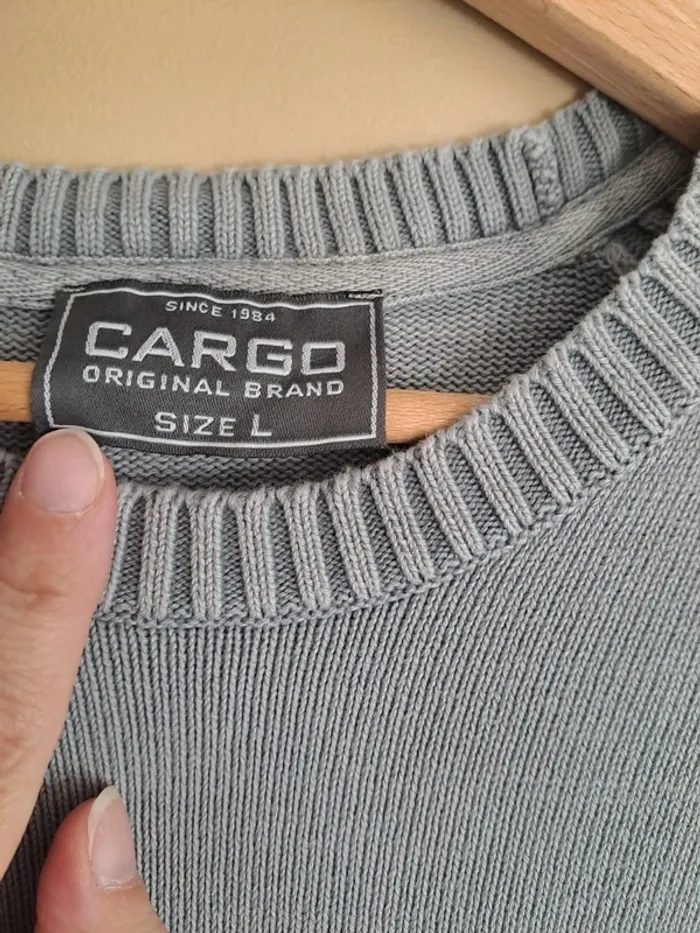 SINCE 1984
CARGO
ORIGINAL BRAND
SIZE L